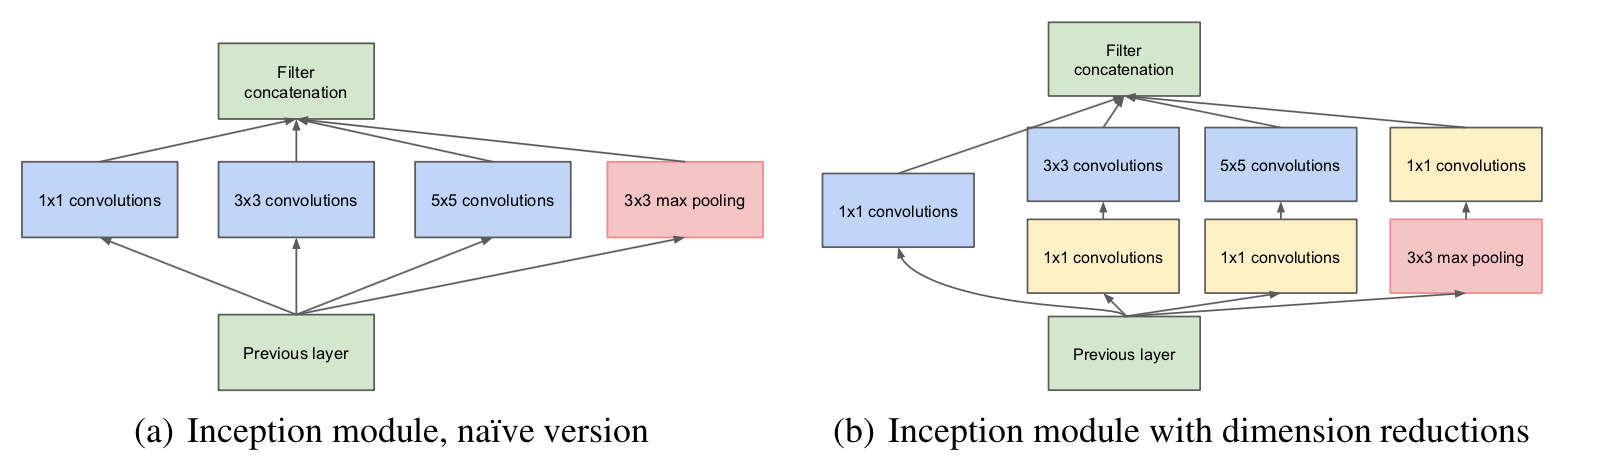 Filter
concatenation
1x1 convolutions
3x3 convolutions
5x5 convolutions
3x3 max pooling
Previous layer
(a) Inception module, naïve version
Filter
concatenation
3x3 convolutions
5x5 convolutions
1x1 convolutions
1x1 convolutions
1x1 convolutions
1x1 convolutions
3x3 max pooling
Previous layer
(b) Inception module with dimension reductions